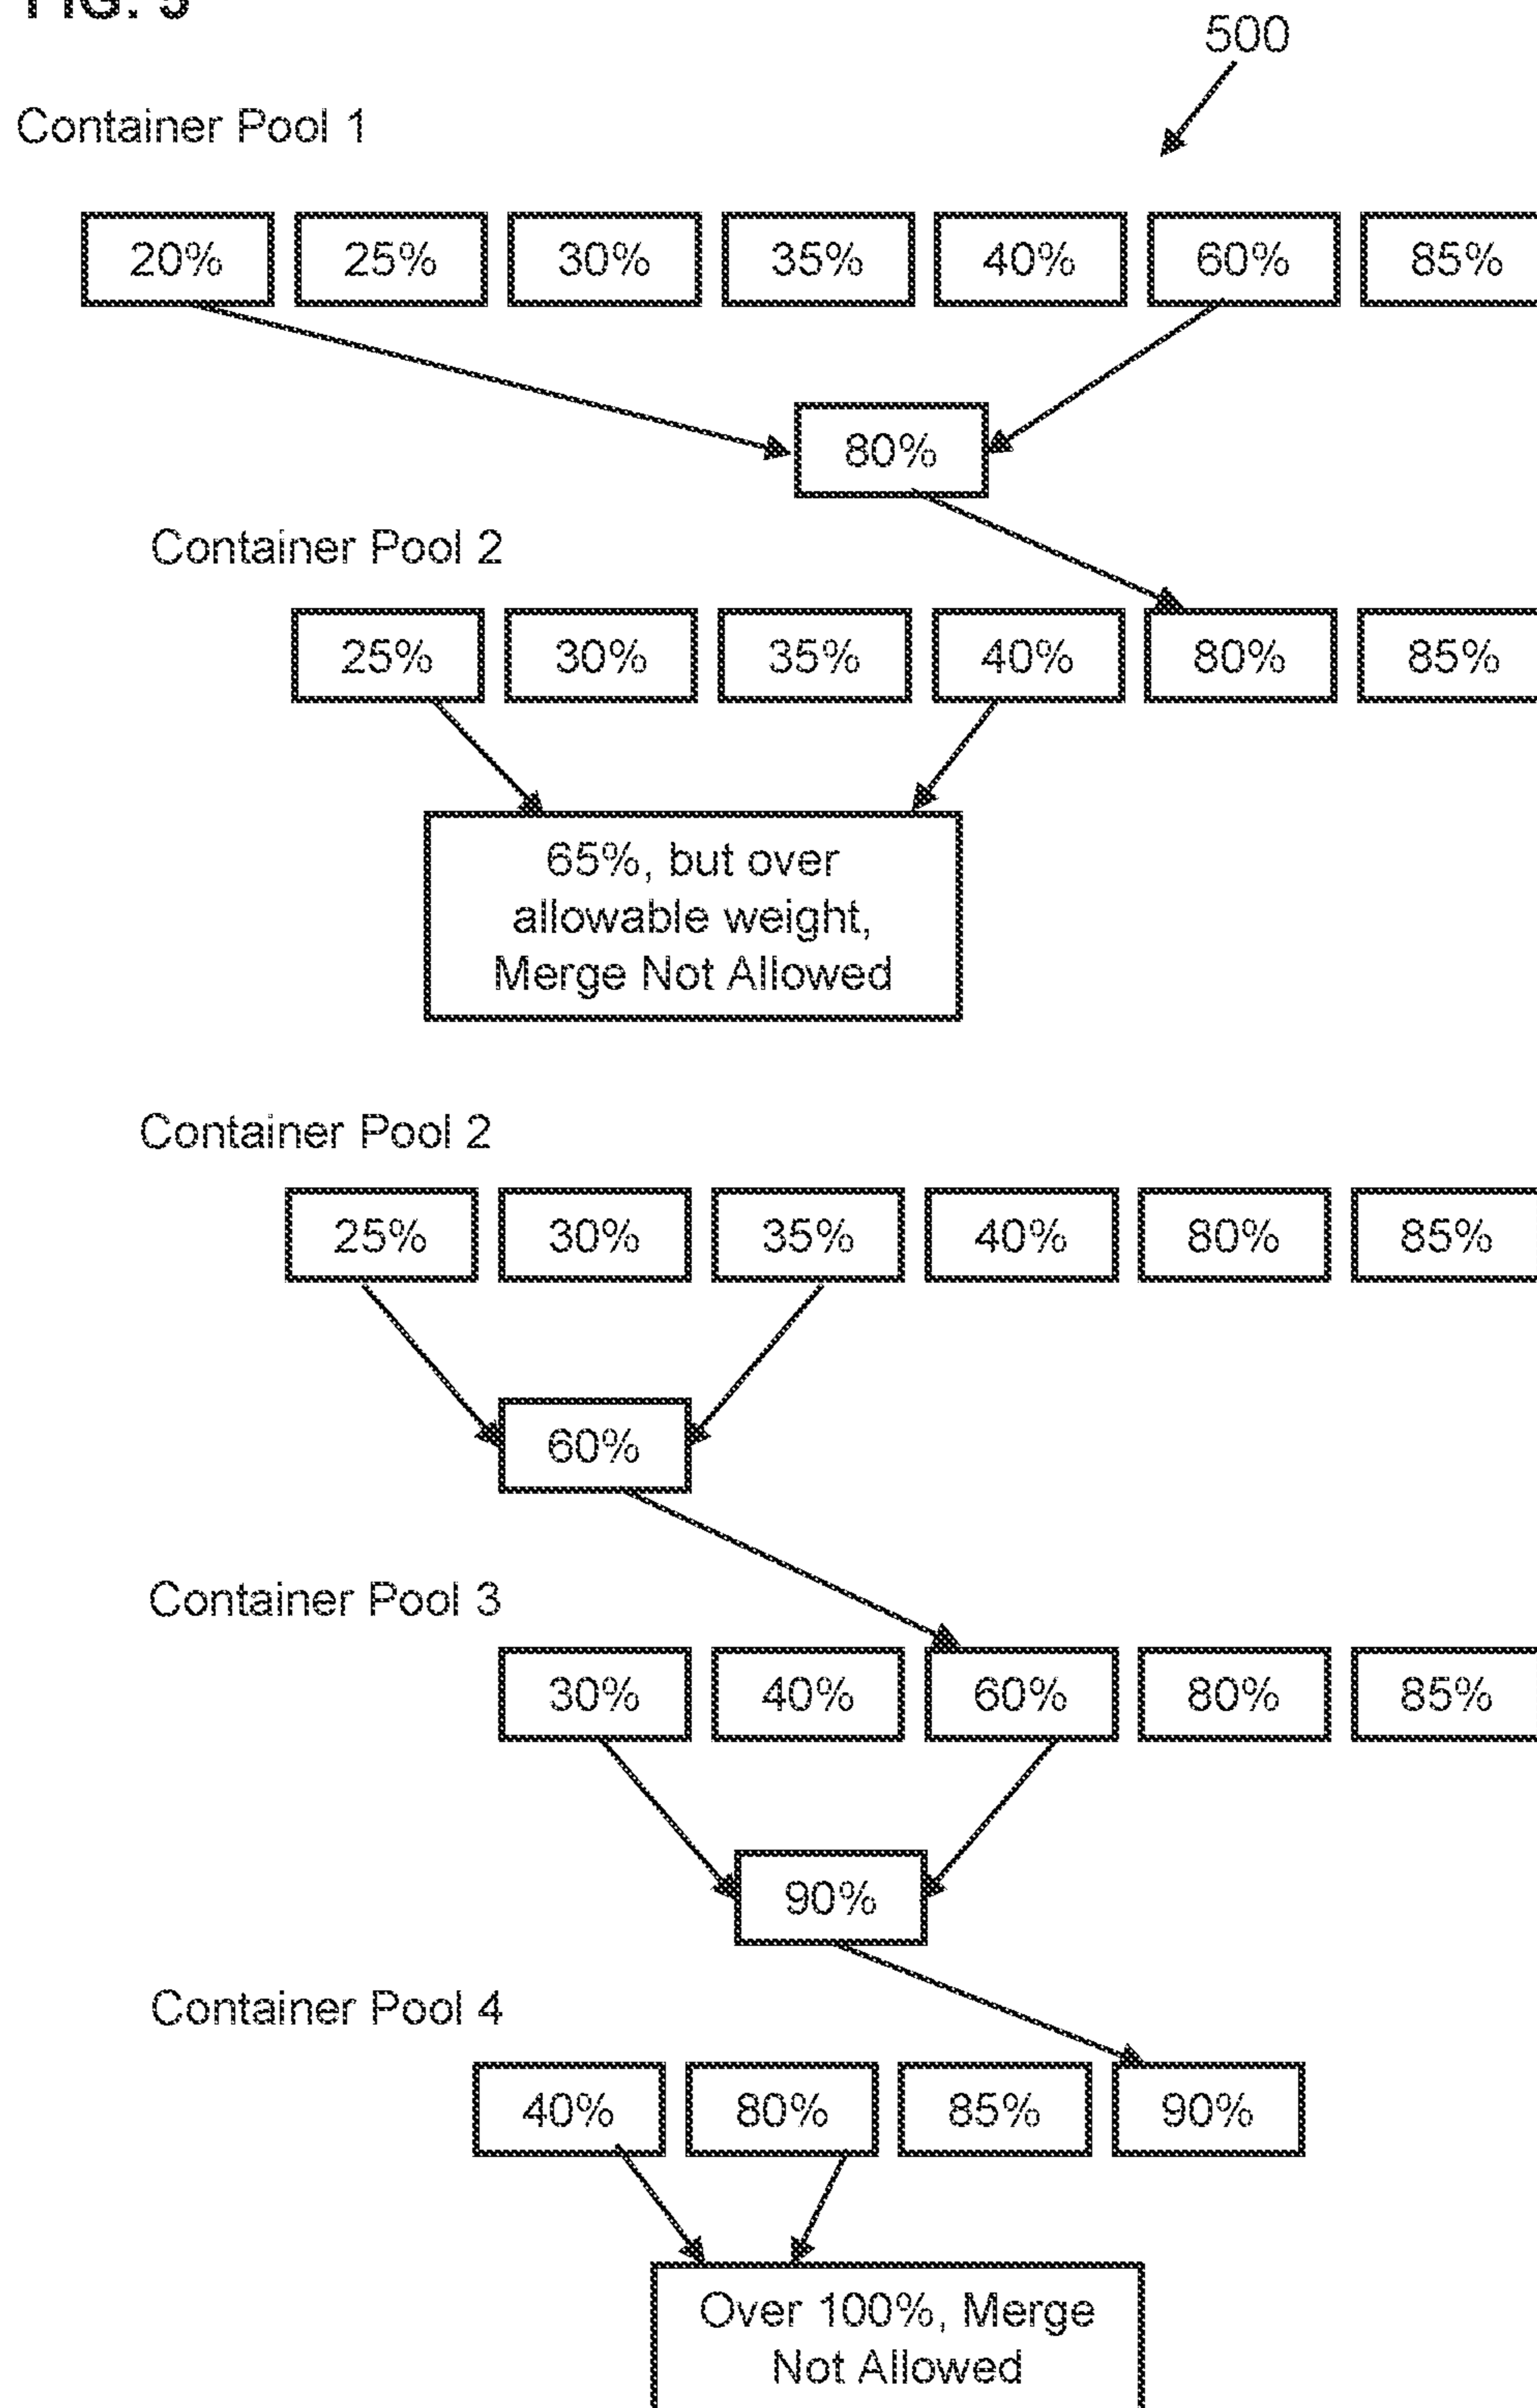 FIG. 5
500
Container Pool 1
20% 25% 30% 35% 40% 60% 85%
80%
Container Pool 2
25% 30% 35% 40% 80% 85%
65%, but over
allowable weight,
Merge Not Allowed
Container Pool 2
25% 30% 35% 40% 80% 85%
60%
Container Pool 3
30% 40% 60% 80% 85%
90%
Container Pool 4
40% 80% 85% 90%
Over 100%, Merge
Not Allowed